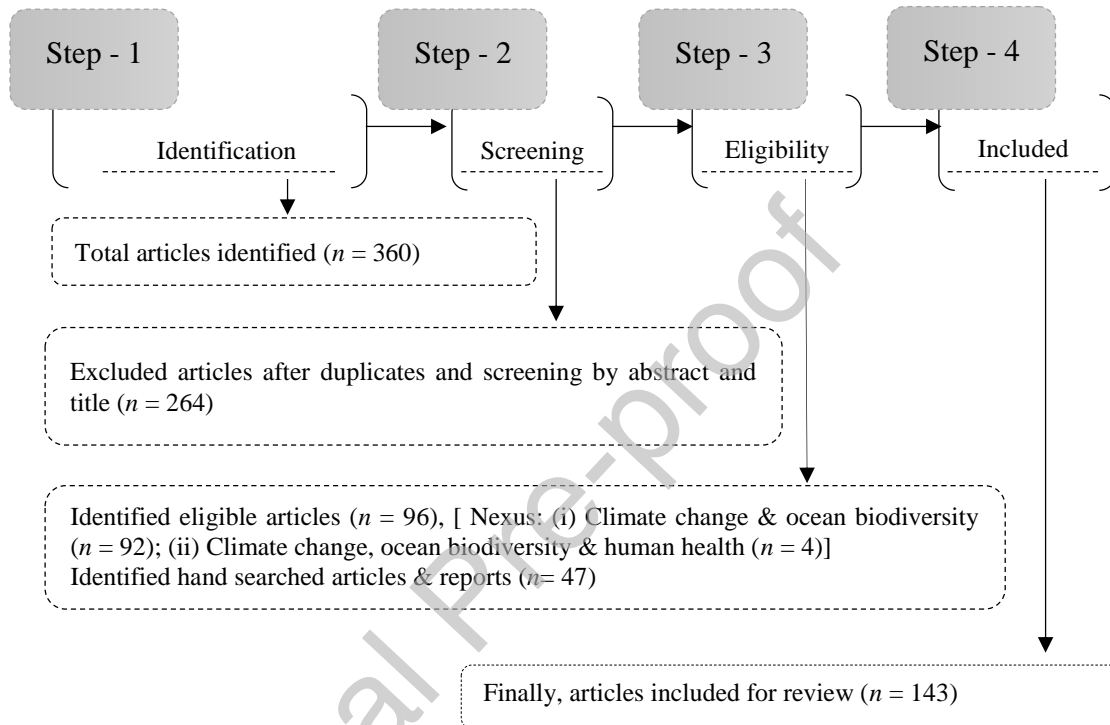 Step - 1
Step - 2
Step - 3
Step - 4
Identification
Screening
Eligibility
Included
Total articles identified (n = 360)
Excluded articles after duplicates and screening by abstract and
title (n = 264)
Identified eligible articles (n = 96), [ Nexus: (i) Climate change & ocean biodiversity
(n = 92); (ii) Climate change, ocean biodiversity & human health (n = 4)]
Identified hand searched articles & reports (n= 47)
Finally, articles included for review (n = 143)
al Pre-proof